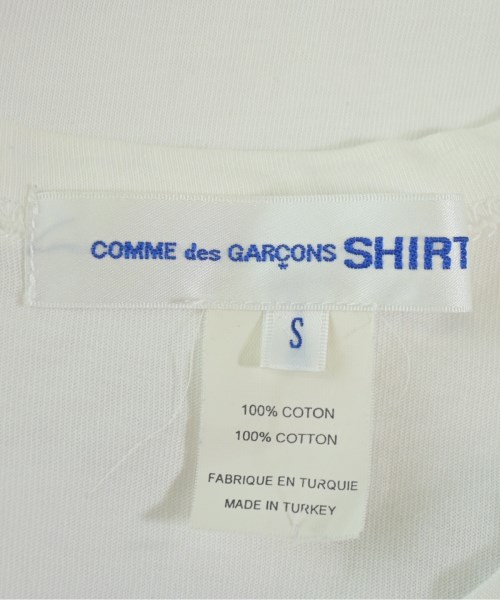 COMME des GARÇONS SHIRT
S
100% COTON
100% COTTON
FABRIQUE EN TURQUIE
MADE IN TURKEY